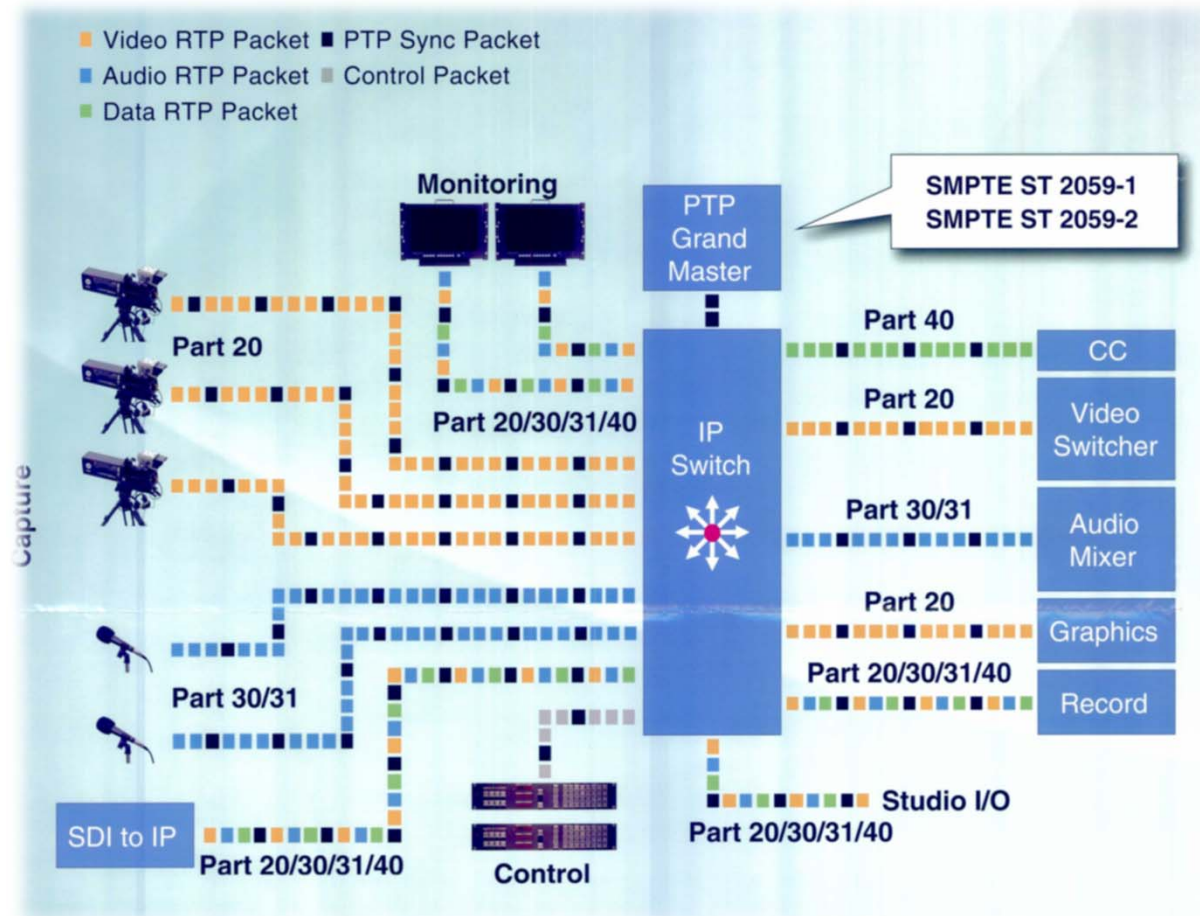 Video RTP Packet
PTP Sync Packet
Audio RTP Packet
Control Packet
Data RTP Packet
Monitoring
PTP
Grand
Master
SMPTE ST 2059-1
SMPTE ST 2059-2
Part 20
Part 20/30/31/40
Capture
IP
Switch
Part 40
CC
Part 20
Video
Switcher
Part 30/31
Audio
Mixer
Part 20
Graphics
Part 20/30/31/40
Record
Part 30/31
SDI to IP
Part 20/30/31/40
Control
Studio I/O
Part 20/30/31/40